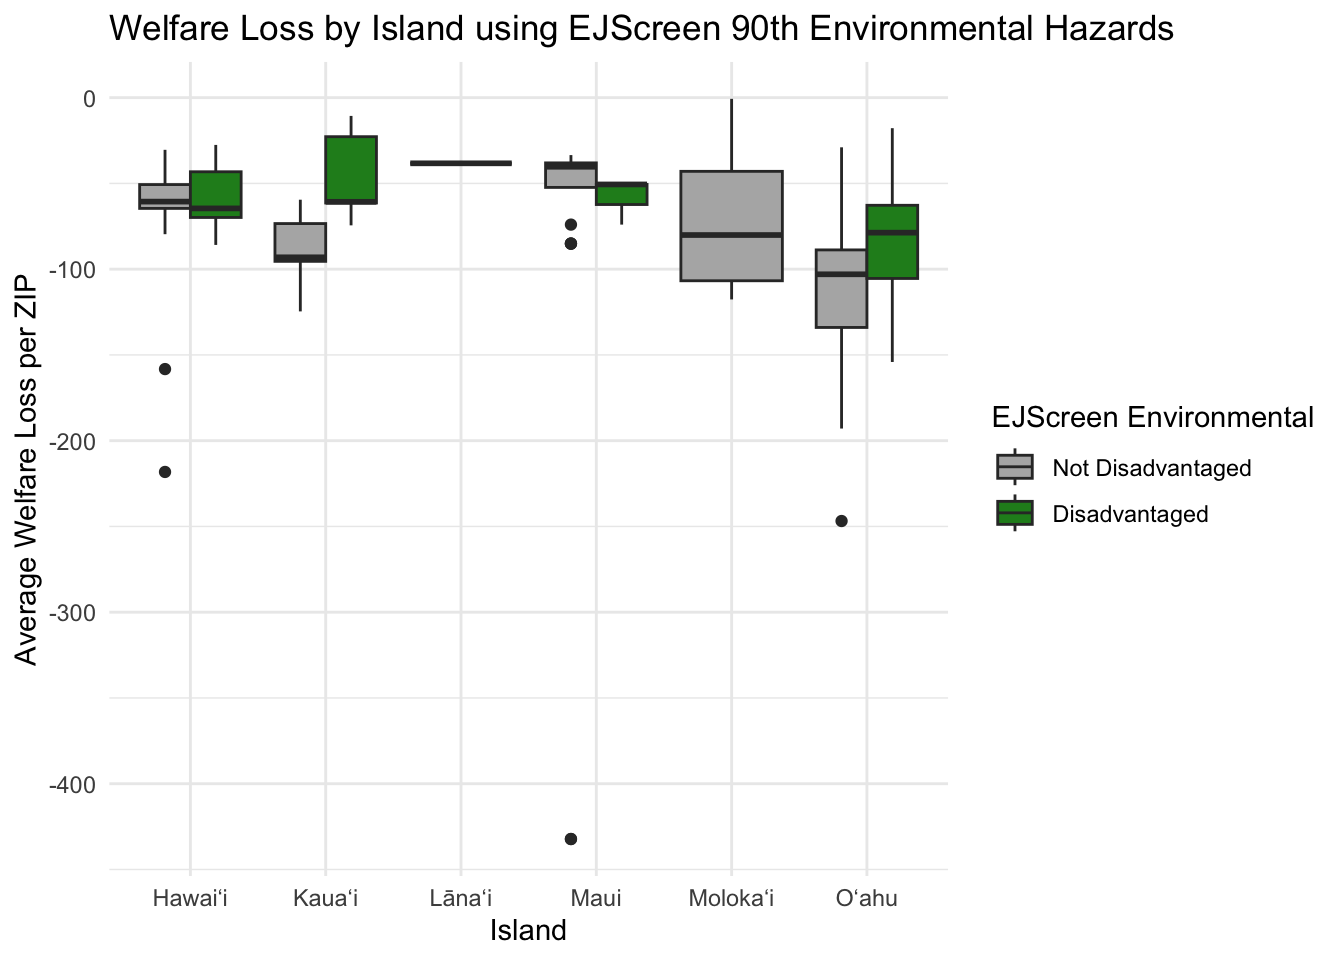 Welfare Loss by Island using EJScreen 90th Environmental Hazards
Average Welfare Loss per ZIP
0
-100
-200
-300
-400
Hawaiʻi
Kauaʻi
Lānaʻi
Maui
Molokaʻi
Oʻahu
Island
EJScreen Environmental
Not Disadvantaged
Disadvantaged